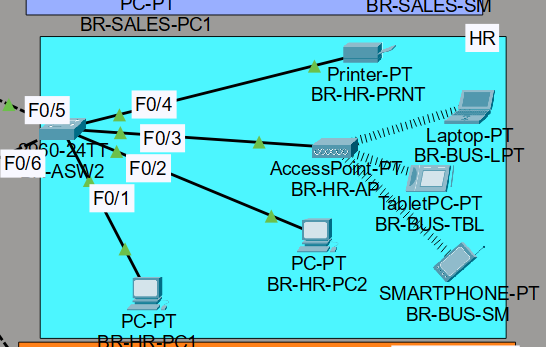 PC-PT
BR-SALES-PC1
BR-SALES-SM
HR
Printer-PT
BR-HR-PRNT
F0/5
F0/4
F0/3
F0/6
F0/2
F0/1
-24TT
-ASW2
AccessPoint-PT
BR-HR-AP
Laptop-PT
BR-BUS-LPT
TabletPC-PT
BR-BUS-TBL
PC-PT
BR-HR-PC2
SMARTPHONE-PT
BR-BUS-SM
PC-PT
BR-HR-PC1